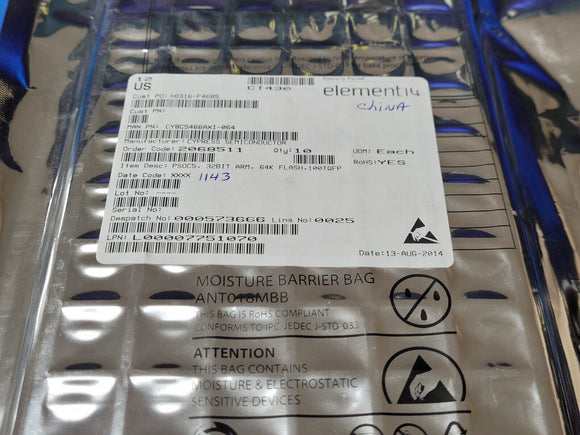 12
US
CT430
element14
China
Cust PO: K0316-F4685
Cust PN:
MAN PN: CY8C5466AXI-064
Manufacturer: CYPRESS SEMICONDUCTOR
Order Code: 2068511 Qty: 10 UOM: Each
Item Desc: PSOC5, 32BIT ARM, 64K FLASH,100TQFP RoHS: YES
Date Code: XXXX 1143
Lot No:
Serial No:
Despatch No: 000573666 Line No: 0025
LPN: L00007751070
Date: 13-AUG-2014
MOISTURE BARRIER BAG
ANT018MBB
THIS BAG IS RoHS COMPLIANT
CONFORMS TO IPC JEDEC J-STD-033
ATTENTION
THIS BAG CONTAINS
MOISTURE & ELECTROSTATIC
SENSITIVE DEVICES